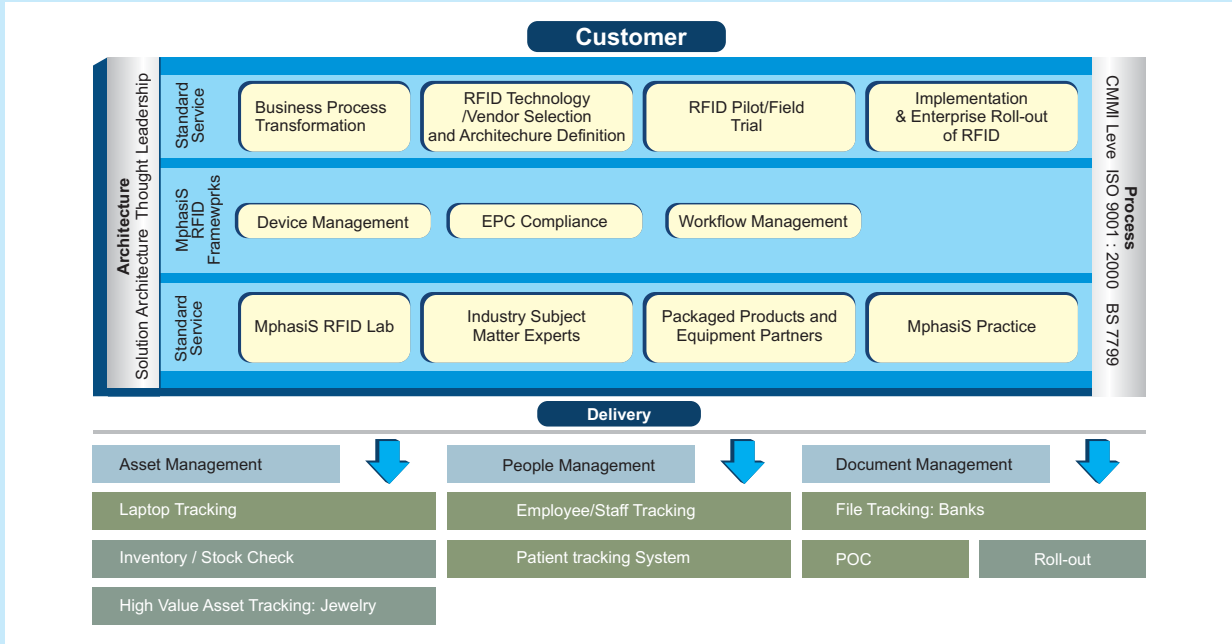 Customer
Architecture
Solution Architecture Thought Leadership
Standard
Service
Business Process
Transformation
RFID Technology
/Vendor Selection
and Architechure Definition
RFID Pilot/Field
Trial
Implementation
& Enterprise Roll-out
of RFID
MphasiS
RFID
Framewprks
Device Management
EPC Compliance
Workflow Management
Standard
Service
MphasiS RFID Lab
Industry Subject
Matter Experts
Packaged Products and
Equipment Partners
MphasiS Practice
Process
CMMI Leve ISO 9001 : 2000 BS 7799
Delivery
Asset Management
People Management
Document Management
Laptop Tracking
Employee/Staff Tracking
File Tracking: Banks
Inventory / Stock Check
Patient tracking System
POC
Roll-out
High Value Asset Tracking: Jewelry